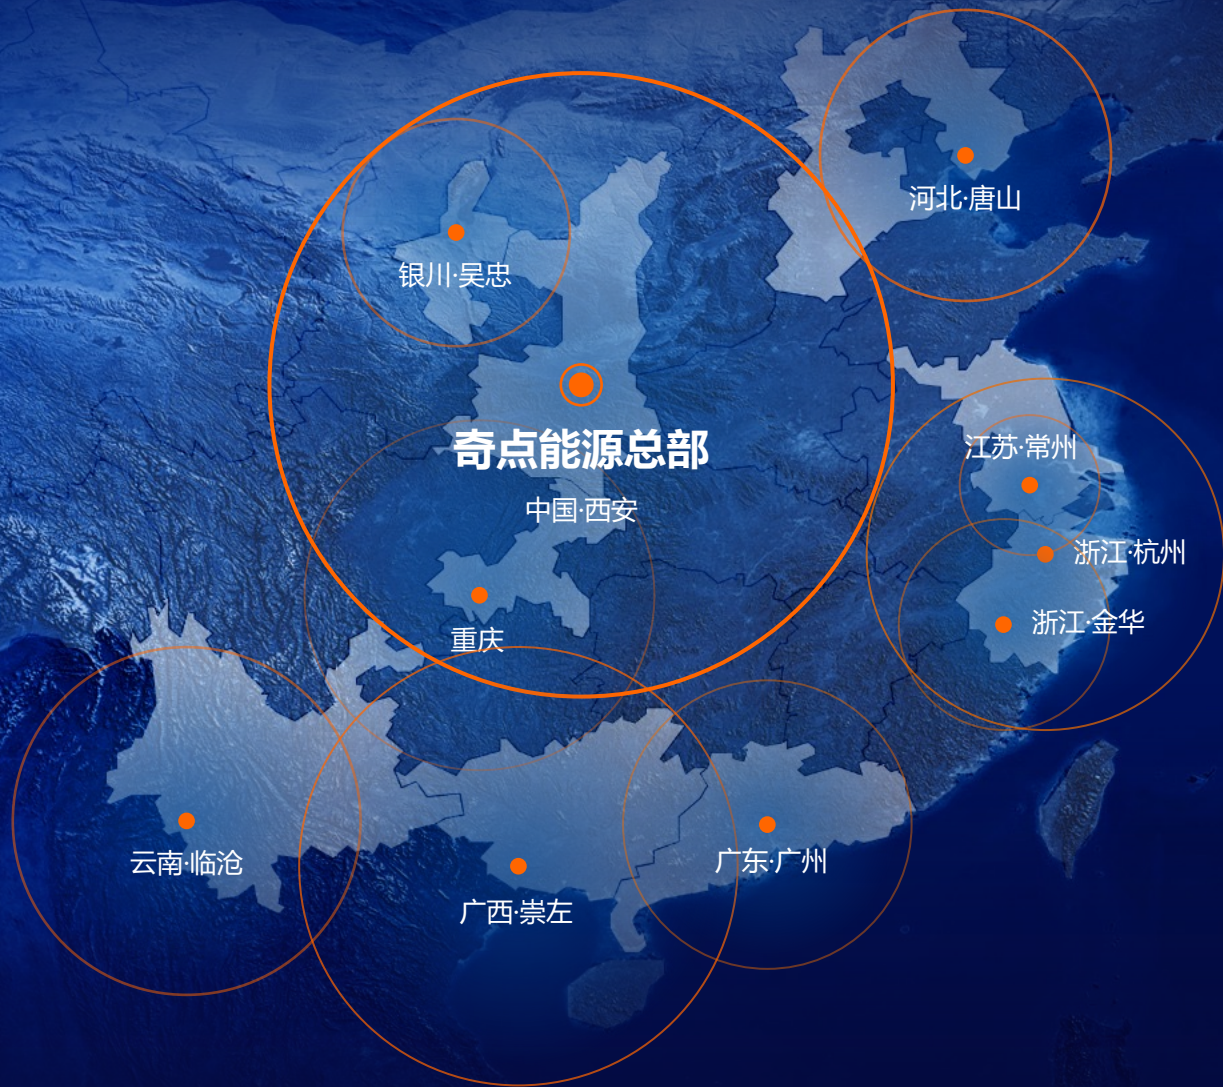 河北·唐山
银川·吴忠
奇点能源总部
中国·西安
江苏·常州
浙江·杭州
浙江·金华
重庆
云南·临沧
广东·广州
广西·崇左